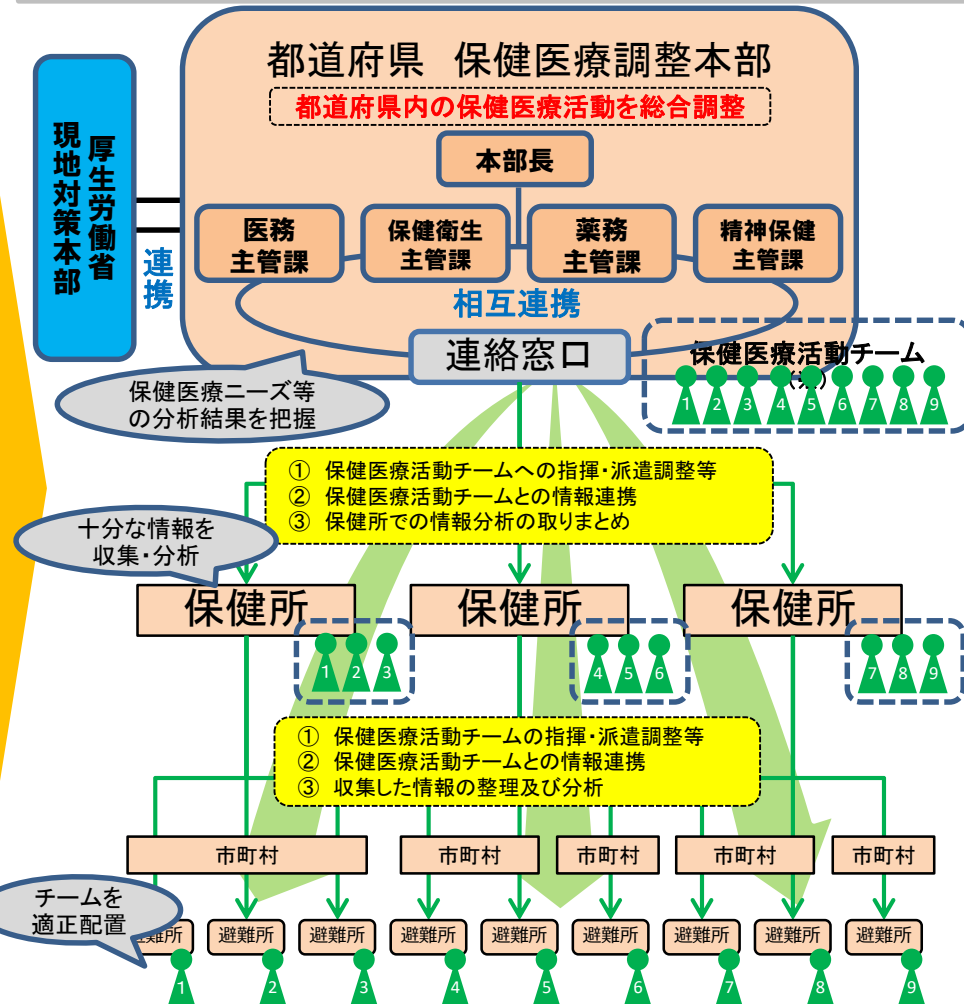 都道府県　保健医療調整本部
都道府県内の保健医療活動を総合調整
厚生労働省
現地対策本部
連携
本部長
医務
主管課
保健衛生
主管課
薬務
主管課
精神保健
主管課
相互連携
連絡窓口
保健医療活動チーム
1 2 3 4 5 6 7 8 9
保健医療ニーズ等
の分析結果を把握
① 保健医療活動チームへの指揮・派遣調整等
② 保健医療活動チームとの情報連携
③ 保健所での情報分析の取りまとめ
十分な情報を
収集・分析
保健所
保健所
保健所
1 2 3
4 5 6
7 8 9
① 保健医療活動チームの指揮・派遣調整等
② 保健医療活動チームとの情報連携
③ 収集した情報の整理及び分析
市町村
市町村
市町村
市町村
市町村
チームを
適正配置
避難所
避難所
避難所
避難所
避難所
避難所
避難所
避難所
避難所
1 2 3 4 5 6 7 8 9